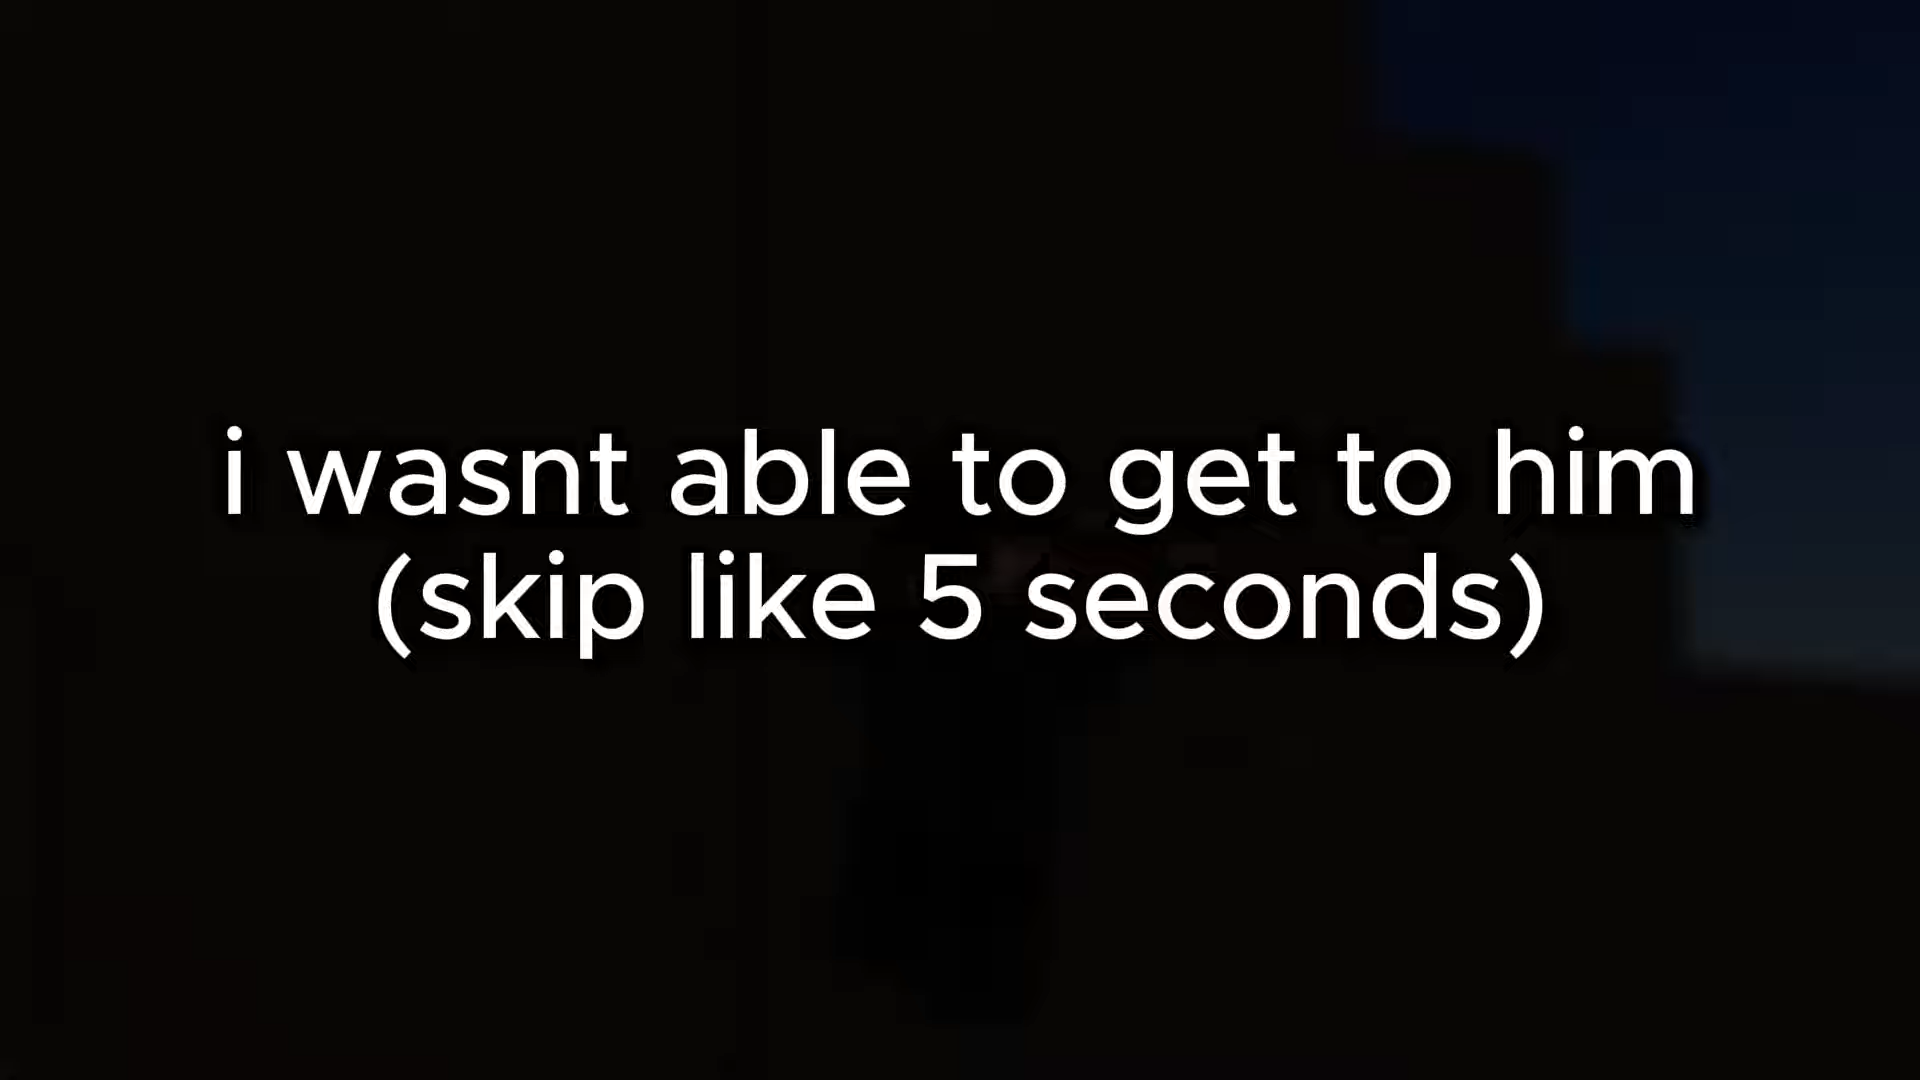 i wasnt able to get to him
(skip like 5 seconds)